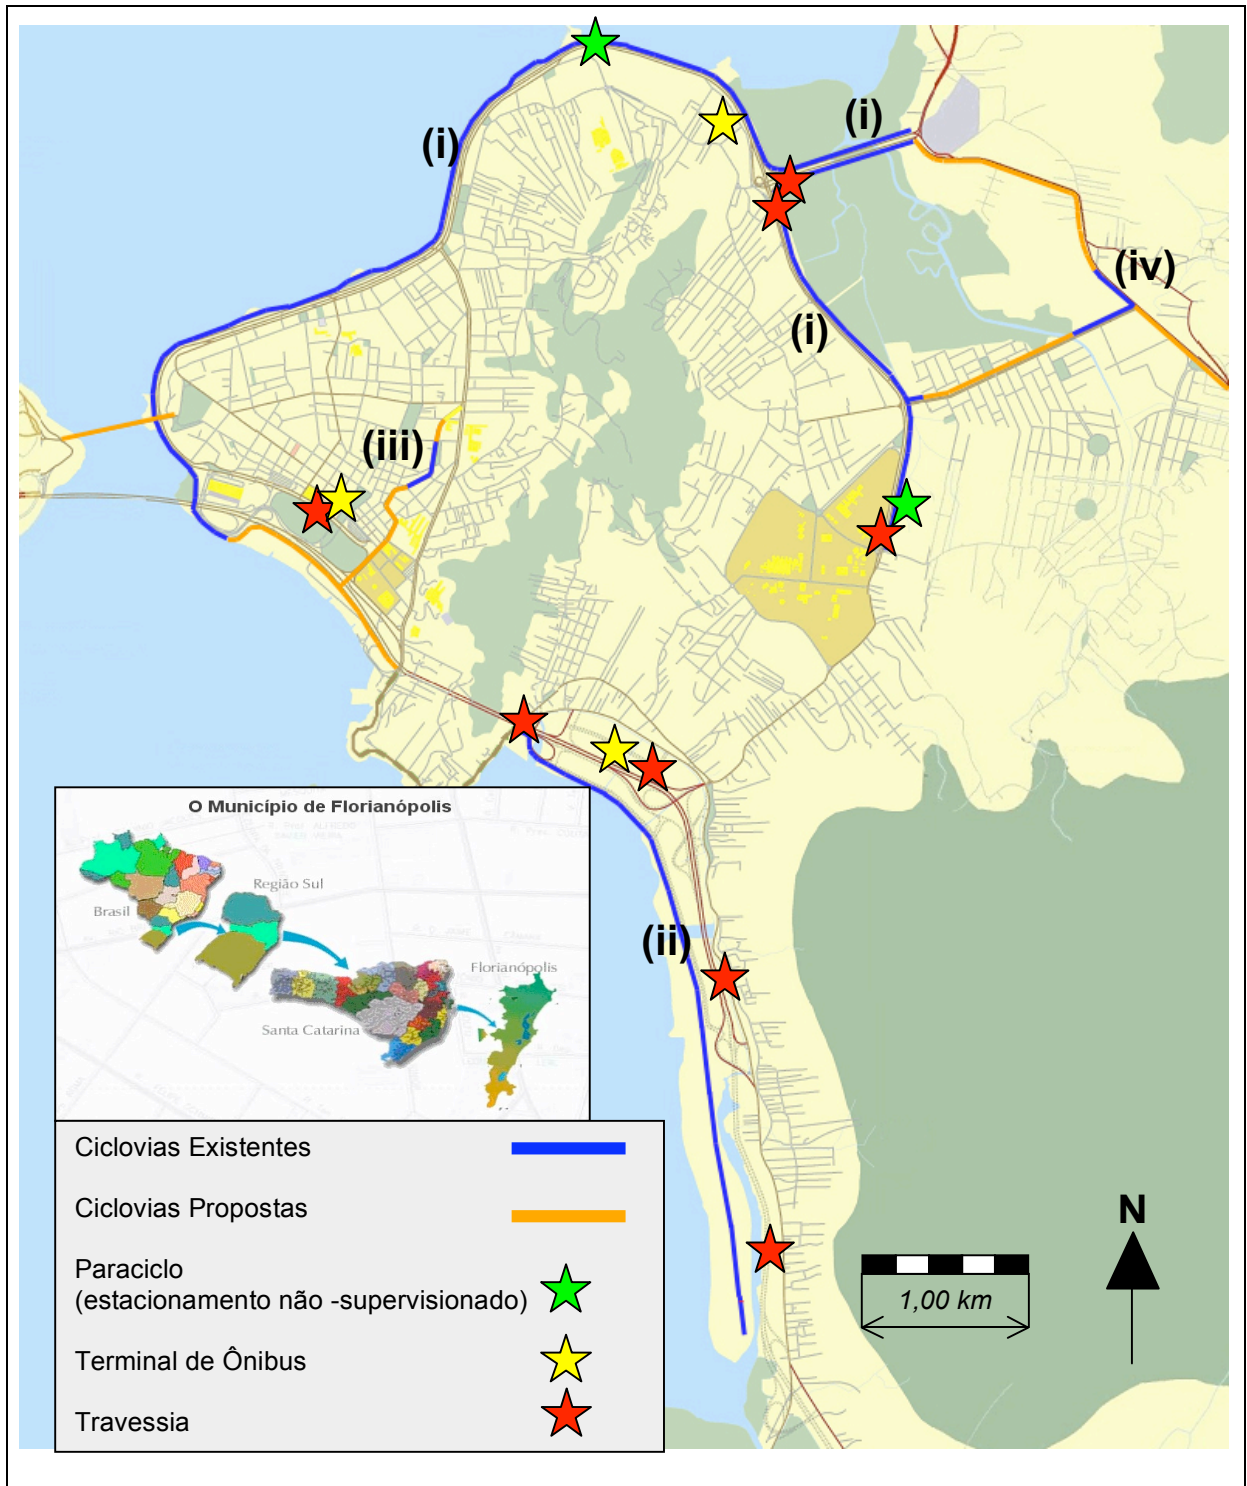 (i)
(i)
(iv)
(i)
(iii)
(ii)
O Município de Florianópolis
Região Sul
Brasil
Florianópolis
Santa Catarina
Ciclovias Existentes
Ciclovias Propostas
Paraciclo
(estacionamento não -supervisionado)
Terminal de Ônibus
Travessia
N
1,00 km